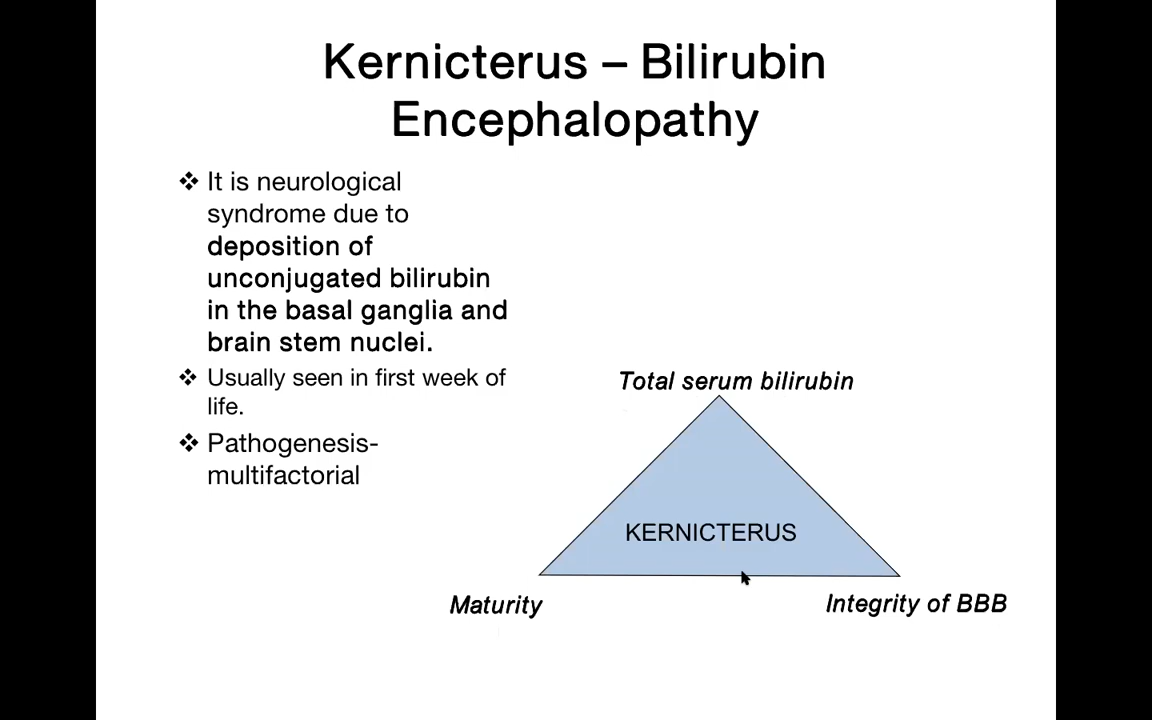 Kernicterus – Bilirubin
Encephalopathy
❖ It is neurological
syndrome due to
deposition of
unconjugated bilirubin
in the basal ganglia and
brain stem nuclei.
❖ Usually seen in first week of
life.
❖ Pathogenesis-
multifactorial
Total serum bilirubin
KERNICTERUS
Maturity
Integrity of BBB